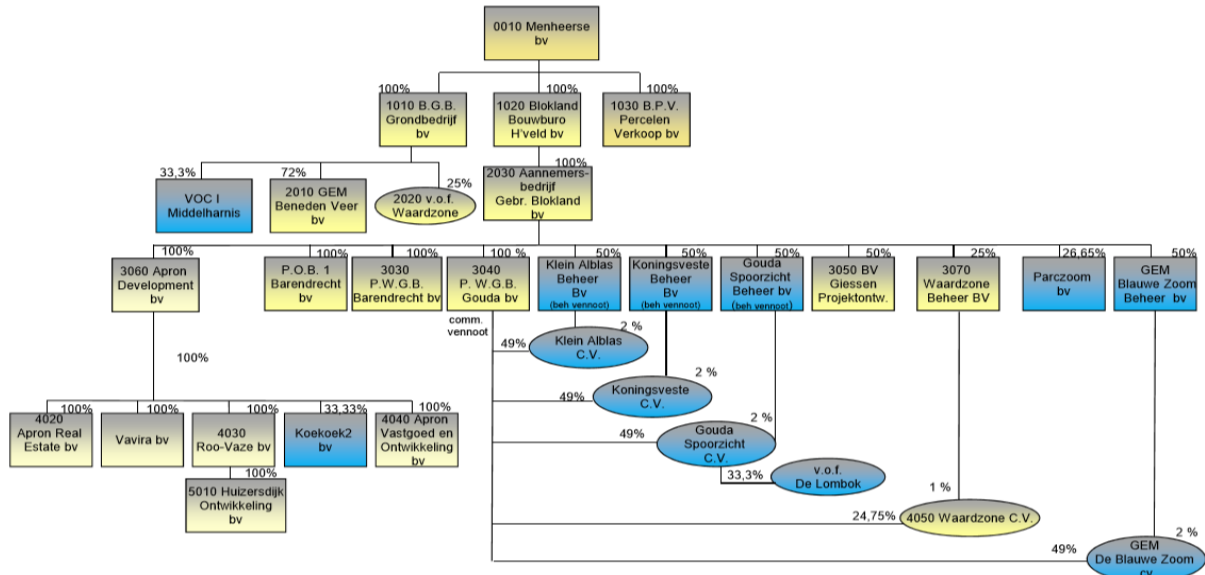 0010 Menheerse
bv
100%
100%
100%
1010 B.G.B.
Grondbedrijf
bv
1020 Blokland
Bouwburo
H'veld bv
1030 B.P.V.
Percelen
Verkoop bv
33,3%
72%
25%
100%
VOC I
Middelharnis
2010 GEM
Beneden Veer
bv
2020 v.o.f.
Waardzone
2030 Aannemers-
bedrijf
Gebr. Blokland
bv
100%
100%
100%
100 %
50%
50%
50%
50%
25%
26,65%
50%
3060 Apron
Development
bv
P.O.B. 1
Barendrecht bv
3030
P.W.G.B.
Barendrecht bv
3040
P. W.G.B.
Gouda bv
Klein Alblas
Beheer
Bv
(beh vennoot)
Koningsveste
Beheer
Bv
(beh vennoot)
Gouda
Spoorzicht
Beheer bv
(beh vennoot)
3050 BV
Giessen
Projektontw.
3070
Waardzone
Beheer BV
Parczoom
bv
GEM
Blauwe Zoom
Beheer bv
comm.
vennoot
2 %
49%
Klein Alblas
C.V.
100%
2 %
49%
Koningsveste
C.V.
100%
100%
100%
33,33%
100%
4020
Apron Real
Estate bv
Vavira bv
4030
Roo-Vaze bv
Koekoek2
bv
4040 Apron
Vastgoed en
Ontwikkeling
bv
2 %
49%
Gouda
Spoorzicht
C.V.
100%
5010 Huizersdijk
Ontwikkeling
bv
33,3%
v.o.f.
De Lombok
1 %
24,75%
4050 Waardzone C.V.
2 %
49%
GEM
De Blauwe Zoom
cv